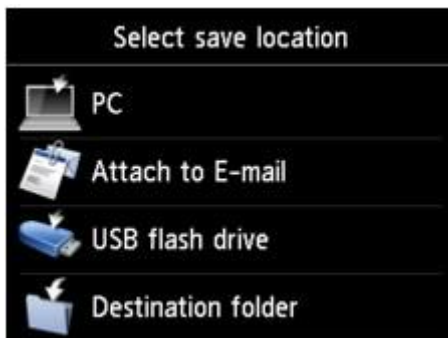 Select save location
PC
Attach to E-mail
USB flash drive
Destination folder